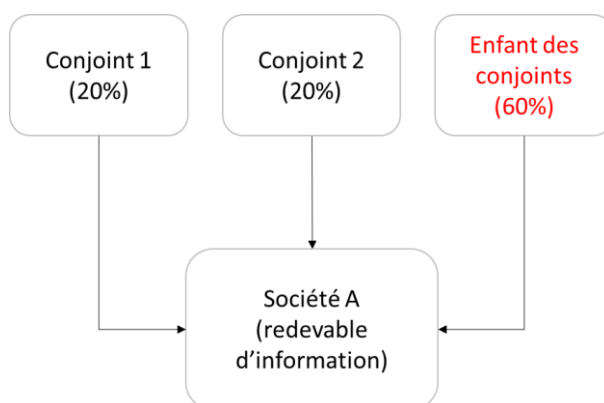 Conjoint 1
(20%)
Conjoint 2
(20%)
Enfant des
conjoints
(60%)
Société A
(redevable
d’information)